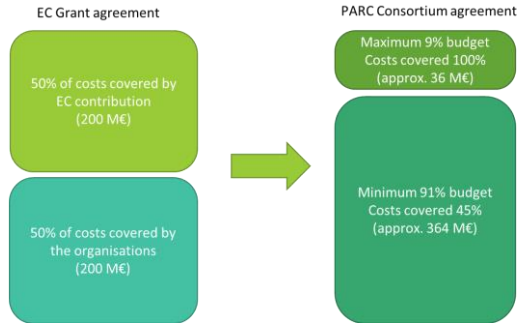 EC Grant agreement
50% of costs covered by
EC contribution
(200 M€)
50% of costs covered by
the organisations
(200 M€)
PARC Consortium agreement
Maximum 9% budget
Costs covered 100%
(approx. 36 M€)
Minimum 91% budget
Costs covered 45%
(approx. 364 M€)